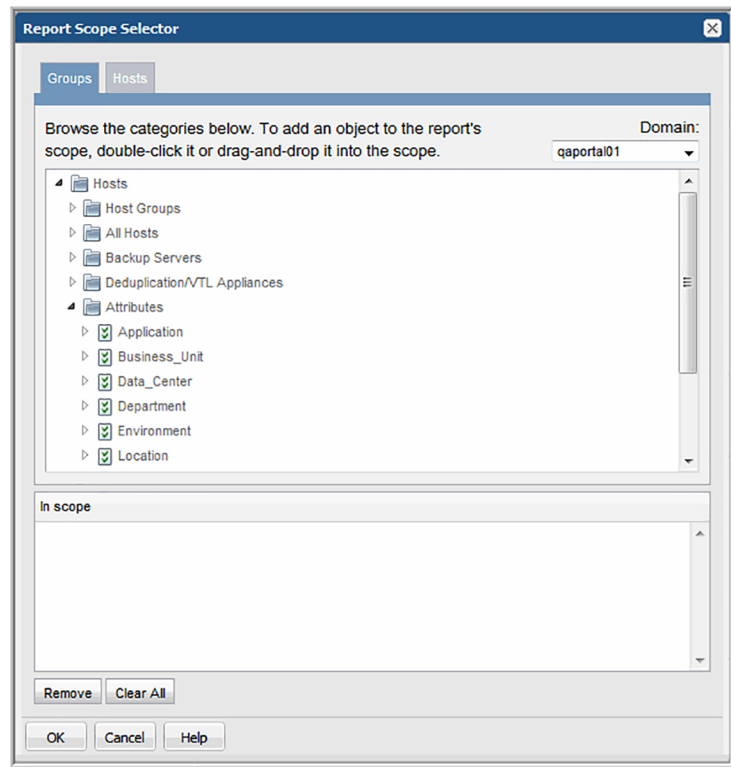 Report Scope Selector
Groups Hosts
Browse the categories below. To add an object to the report's
scope, double-click it or drag-and-drop it into the scope.
Domain:
qaportal01
Hosts
Host Groups
All Hosts
Backup Servers
Deduplication/VTL Appliances
Attributes
Application
Business_Unit
Data_Center
Department
Environment
Location
In scope
Remove Clear All
OK Cancel Help